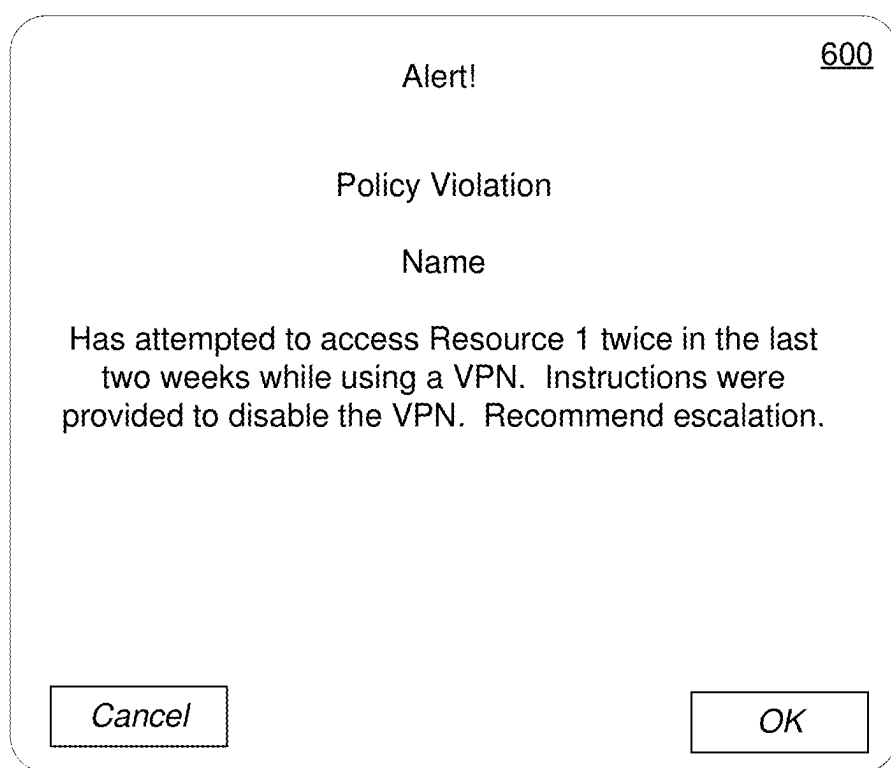 600
Alert!
Policy Violation
Name
Has attempted to access Resource 1 twice in the last
two weeks while using a VPN.  Instructions were
provided to disable the VPN.  Recommend escalation.
Cancel
OK